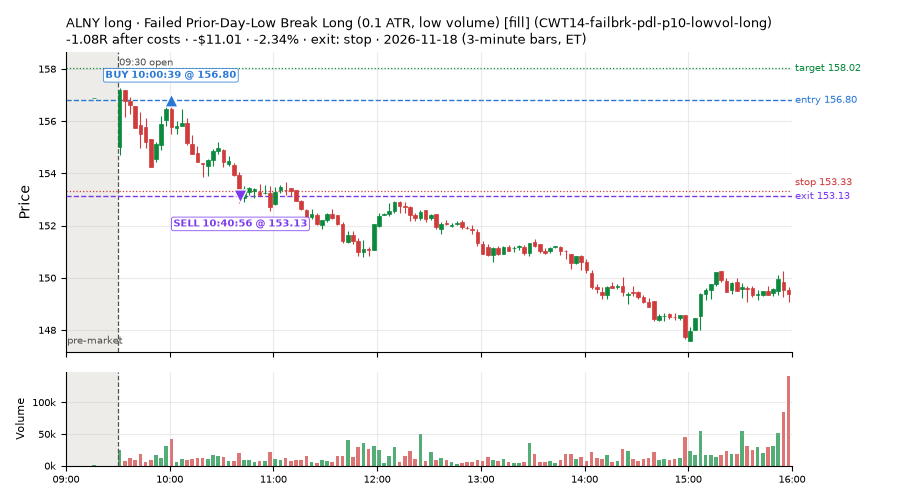 ALNY long · Failed Prior-Day-Low Break Long (0.1 ATR, low volume) [fill] (CWT14-failbrk-pdl-p10-lowvol-long)
-1.08R after costs · -$11.01 · -2.34% · exit: stop · 2026-11-18 (3-minute bars, ET)
09:30 open
BUY 10:00:39 @ 156.80
SELL 10:40:56 @ 153.13
pre-market
target 158.02
entry 156.80
stop 153.33
exit 153.13
Price
158
156
154
152
150
148
Volume
100k
50k
0k
09:00
10:00
11:00
12:00
13:00
14:00
15:00
16:00